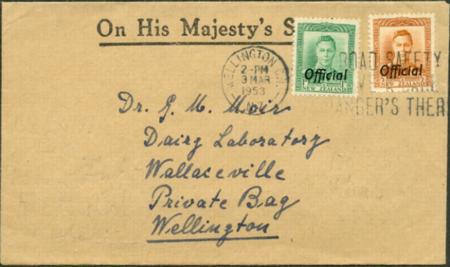 On His Majesty's S
WELLINGTON
2-PM
3 MAR
1953
N.Z.
Official
NEW ZEALAND
Official
ROAD SAFETY
ANGER'S THER
Dr. G. M. Moir
Dairy Laboratory
Wallaceville
Private Bag
Wellington